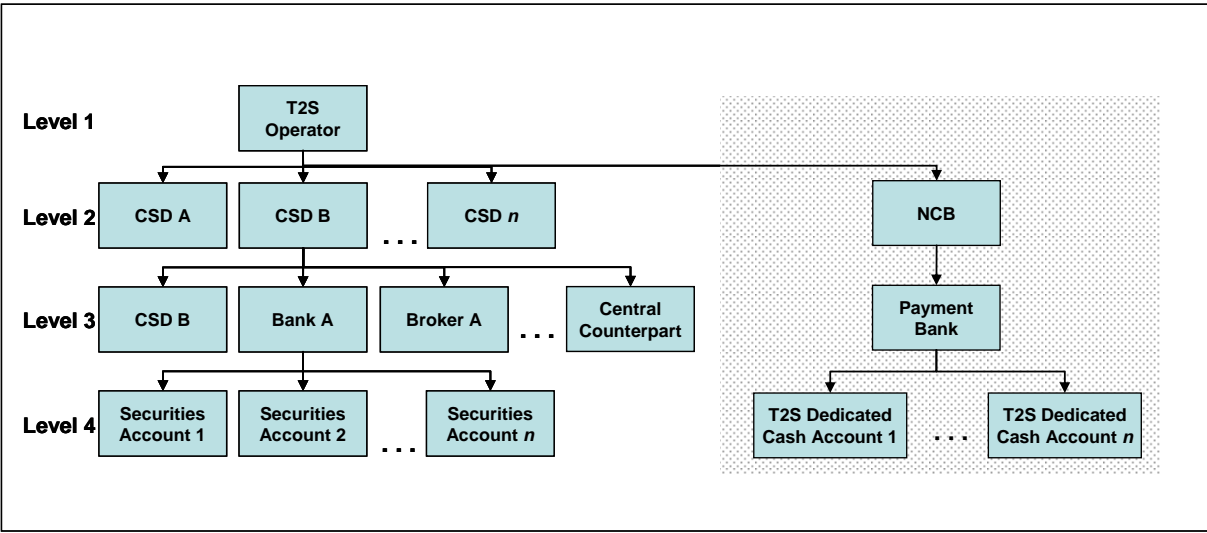 Level 1
T2S
Operator
Level 2
CSD A
CSD B
. . .
CSD n
NCB
Level 3
CSD B
Bank A
Broker A
. . .
Central
Counterpart
Payment
Bank
Level 4
Securities
Account 1
Securities
Account 2
. . .
Securities
Account n
T2S Dedicated
Cash Account 1
. . .
T2S Dedicated
Cash Account n